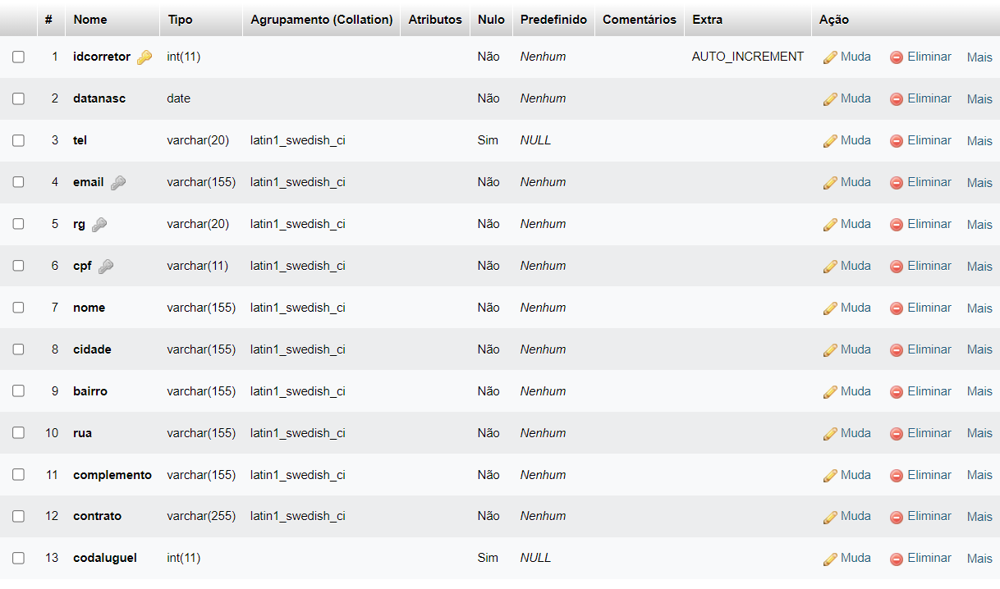 # Nome Tipo Agrupamento (Collation) Atributos Nulo Predefinido Comentários Extra Ação
1 idcorretor int(11) Não Nenhum AUTO_INCREMENT Muda Eliminar Mais
2 datanasc date Não Nenhum Muda Eliminar Mais
3 tel varchar(20) latin1_swedish_ci Sim NULL Muda Eliminar Mais
4 email varchar(155) latin1_swedish_ci Não Nenhum Muda Eliminar Mais
5 rg varchar(20) latin1_swedish_ci Não Nenhum Muda Eliminar Mais
6 cpf varchar(11) latin1_swedish_ci Não Nenhum Muda Eliminar Mais
7 nome varchar(155) latin1_swedish_ci Não Nenhum Muda Eliminar Mais
8 cidade varchar(155) latin1_swedish_ci Não Nenhum Muda Eliminar Mais
9 bairro varchar(155) latin1_swedish_ci Não Nenhum Muda Eliminar Mais
10 rua varchar(155) latin1_swedish_ci Não Nenhum Muda Eliminar Mais
11 complemento varchar(155) latin1_swedish_ci Não Nenhum Muda Eliminar Mais
12 contrato varchar(255) latin1_swedish_ci Não Nenhum Muda Eliminar Mais
13 codaluguel int(11) Sim NULL Muda Eliminar Mais